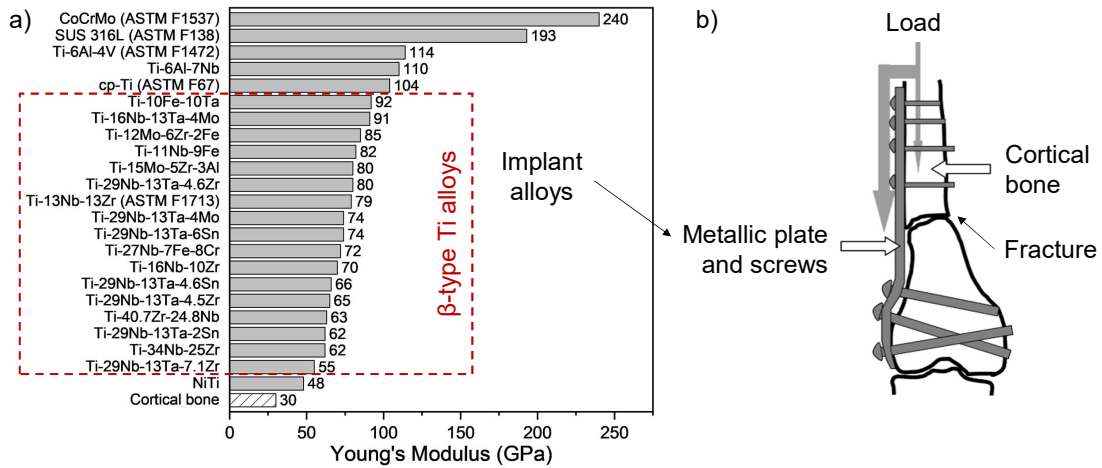 a)
CoCrMo (ASTM F1537) 240
SUS 316L (ASTM F138) 193
Ti-6Al-4V (ASTM F1472) 114
Ti-6Al-7Nb 110
cp-Ti (ASTM F67) 104
Ti-10Fe-10Ta 92
Ti-16Nb-13Ta-4Mo 91
Ti-12Mo-6Zr-2Fe 85
Ti-11Nb-9Fe 82
Ti-15Mo-5Zr-3Al 80
Ti-29Nb-13Ta-4.6Zr 80
Ti-13Nb-13Zr (ASTM F1713) 79
Ti-29Nb-13Ta-4Mo 74
Ti-29Nb-13Ta-6Sn 74
Ti-27Nb-7Fe-8Cr 72
Ti-16Nb-10Zr 70
Ti-29Nb-13Ta-4.6Sn 66
Ti-29Nb-13Ta-4.5Zr 65
Ti-40.7Zr-24.8Nb 63
Ti-29Nb-13Ta-2Sn 62
Ti-34Nb-25Zr 62
Ti-29Nb-13Ta-7.1Zr 55
NiTi 48
Cortical bone 30
β-type Ti alloys
0 50 100 150 200 250
Young's Modulus (GPa)
b)
Load
Implant
alloys
Cortical
bone
Metallic plate
and screws
Fracture